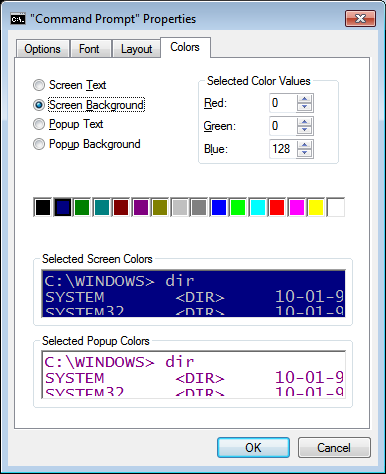 C:\. "Command Prompt" Properties
Options Font Layout Colors
Screen Text
Screen Background
Popup Text
Popup Background
Selected Color Values
Red: 0
Green: 0
Blue: 128
Selected Screen Colors
C:\WINDOWS> dir
SYSTEM <DIR> 10-01-9
SYSTEM32 <DIR> 10-01-9
Selected Popup Colors
C:\WINDOWS> dir
SYSTEM <DIR> 10-01-9
SYSTEM32 <DIR> 10-01-9
OK Cancel